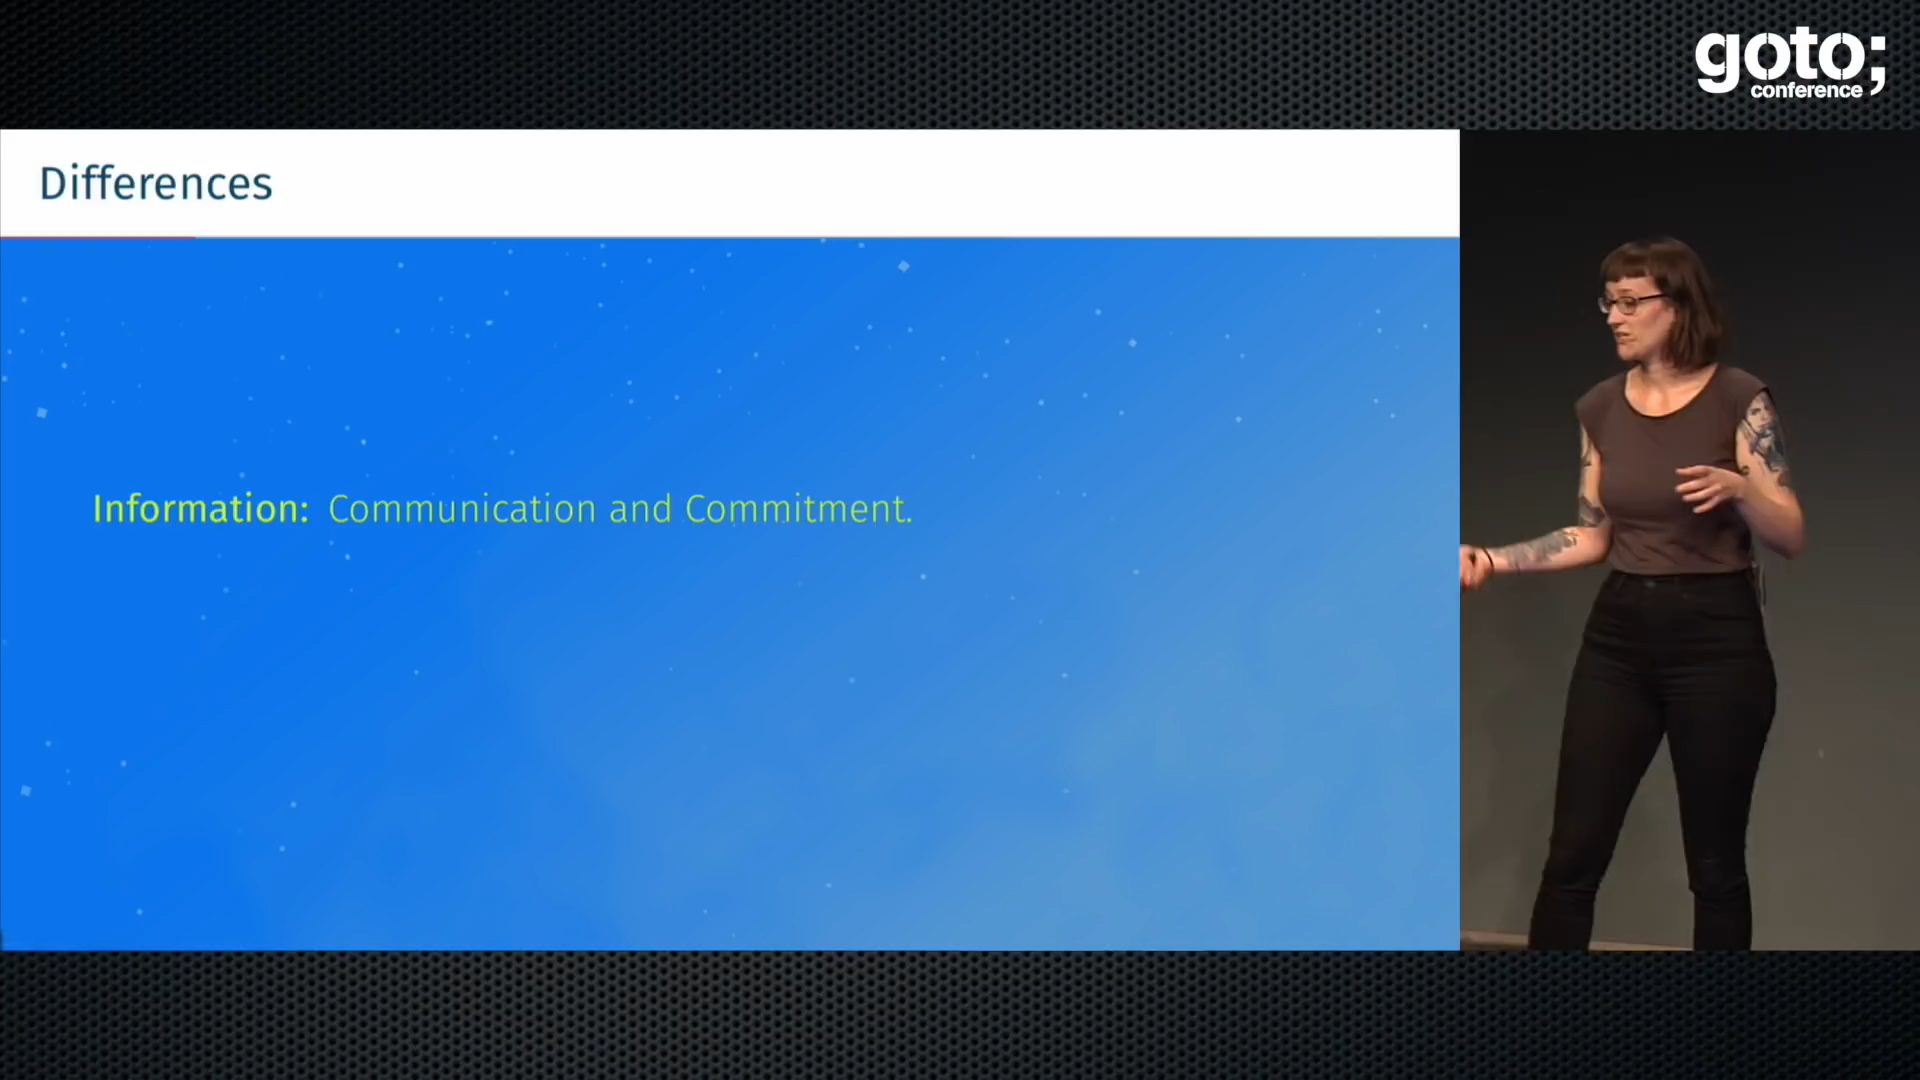 goto;
conference
Differences
Information: Communication and Commitment.